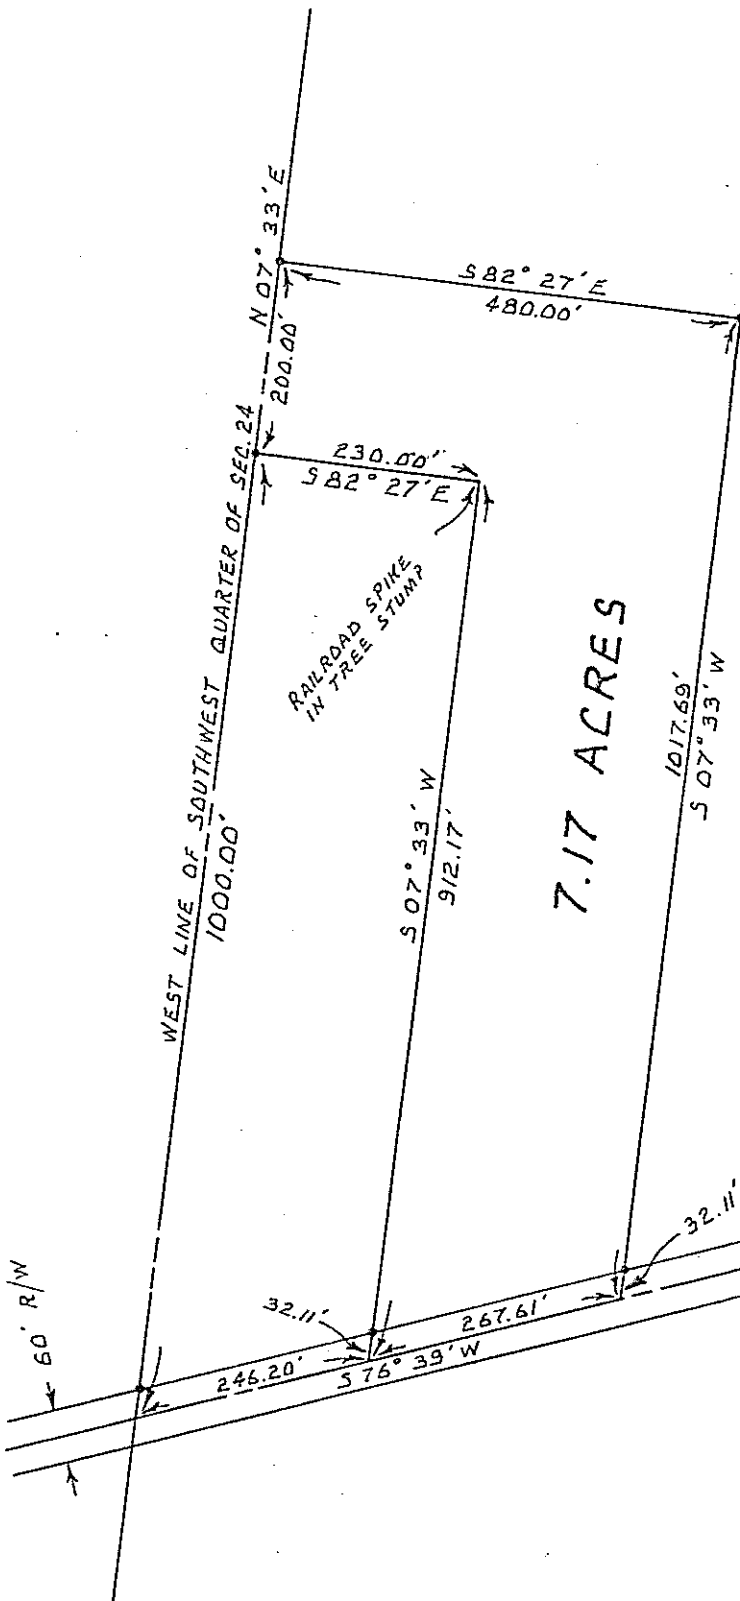 N 07° 33' E
200.00'
S 82° 27' E
480.00'
230.00"
S 82° 27' E
WEST LINE OF SOUTHWEST QUARTER OF SEC. 24
1000.00'
RAILROAD SPIKE
IN TREE STUMP
S 07° 33' W
912.17'
7.17 ACRES
1017.69'
S 07° 33' W
60' R/W
32.11'
32.11'
246.20'
267.61'
S 76° 39' W